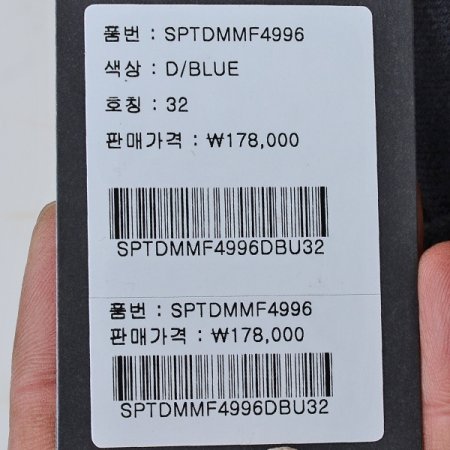 품번 : SPTDMMF4996
색상 : D/BLUE
호칭 : 32
판매가격 : ₩178,000
SPTDMMF4996DBU32
품번 : SPTDMMF4996
판매가격 : ₩178,000
SPTDMMF4996DBU32